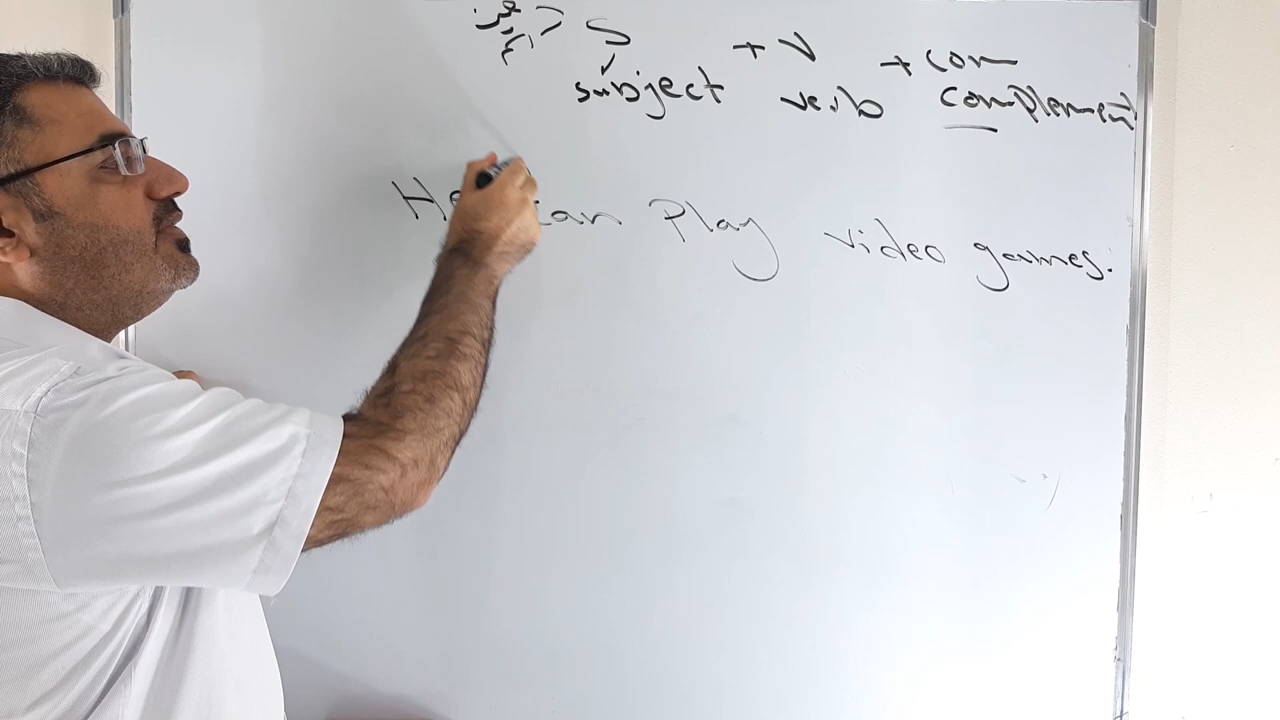 S + V + com
subject verb complement
He can Play video games.